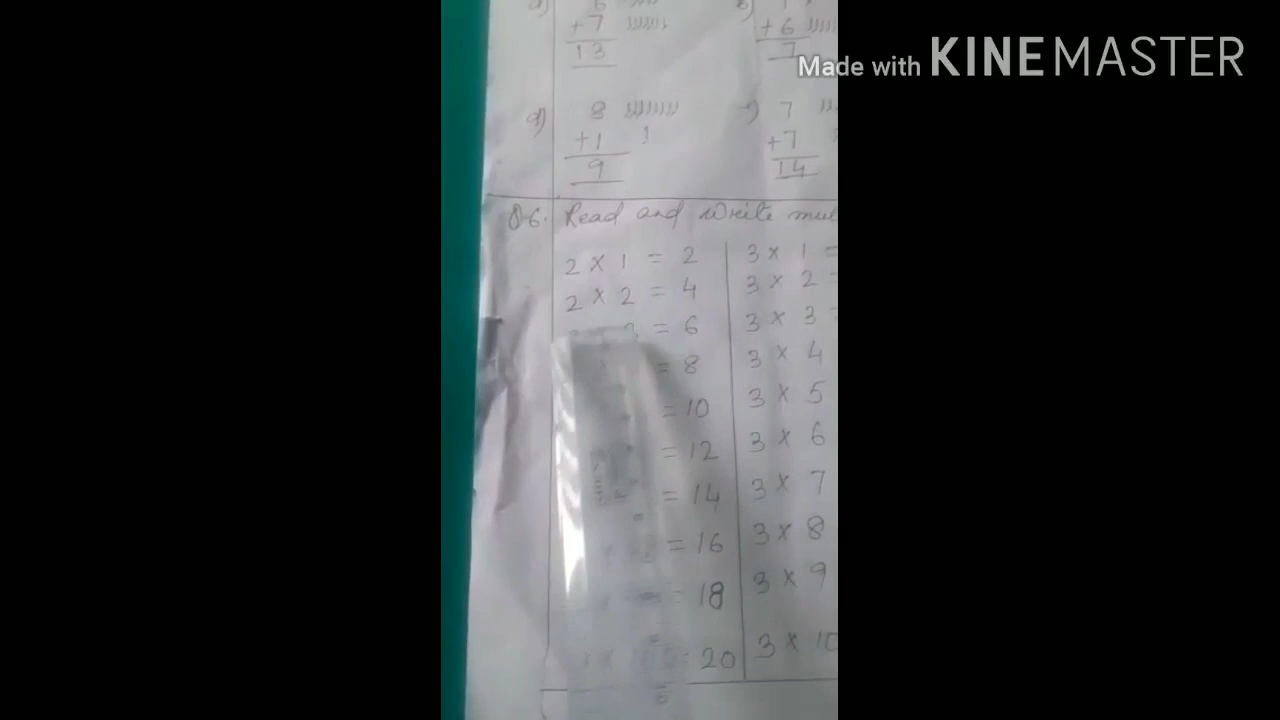 +7
13
+6
7
Made with KINEMASTER
d) 8
+1
9
7
+7
14
Q6. Read and Write
2 × 1 = 2
3 × 1 =
2 × 2 = 4
3 × 2
= 6
3 × 3
= 8
3 × 4
= 10
3 × 5
= 12
3 × 6
= 14
3 × 7
= 16
3 × 8
= 18
3 × 9
= 20
3 × 10